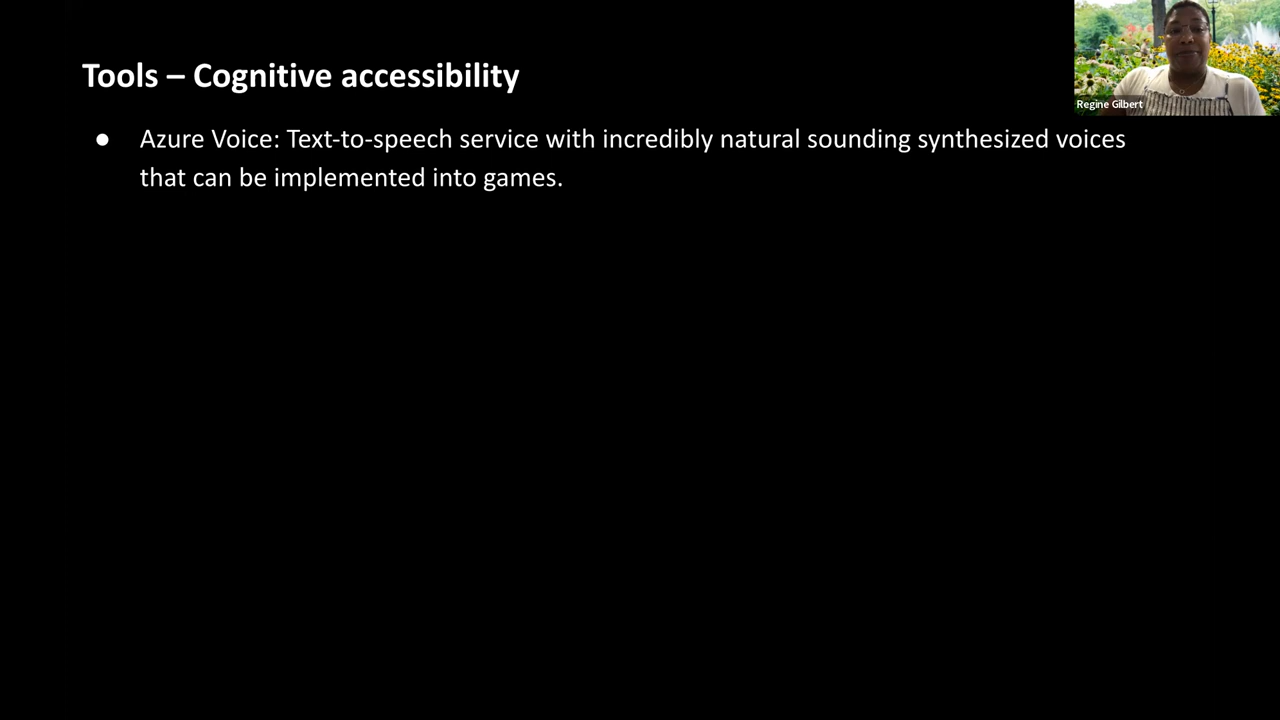 Tools – Cognitive accessibility
Regine Gilbert
● Azure Voice: Text-to-speech service with incredibly natural sounding synthesized voices
that can be implemented into games.